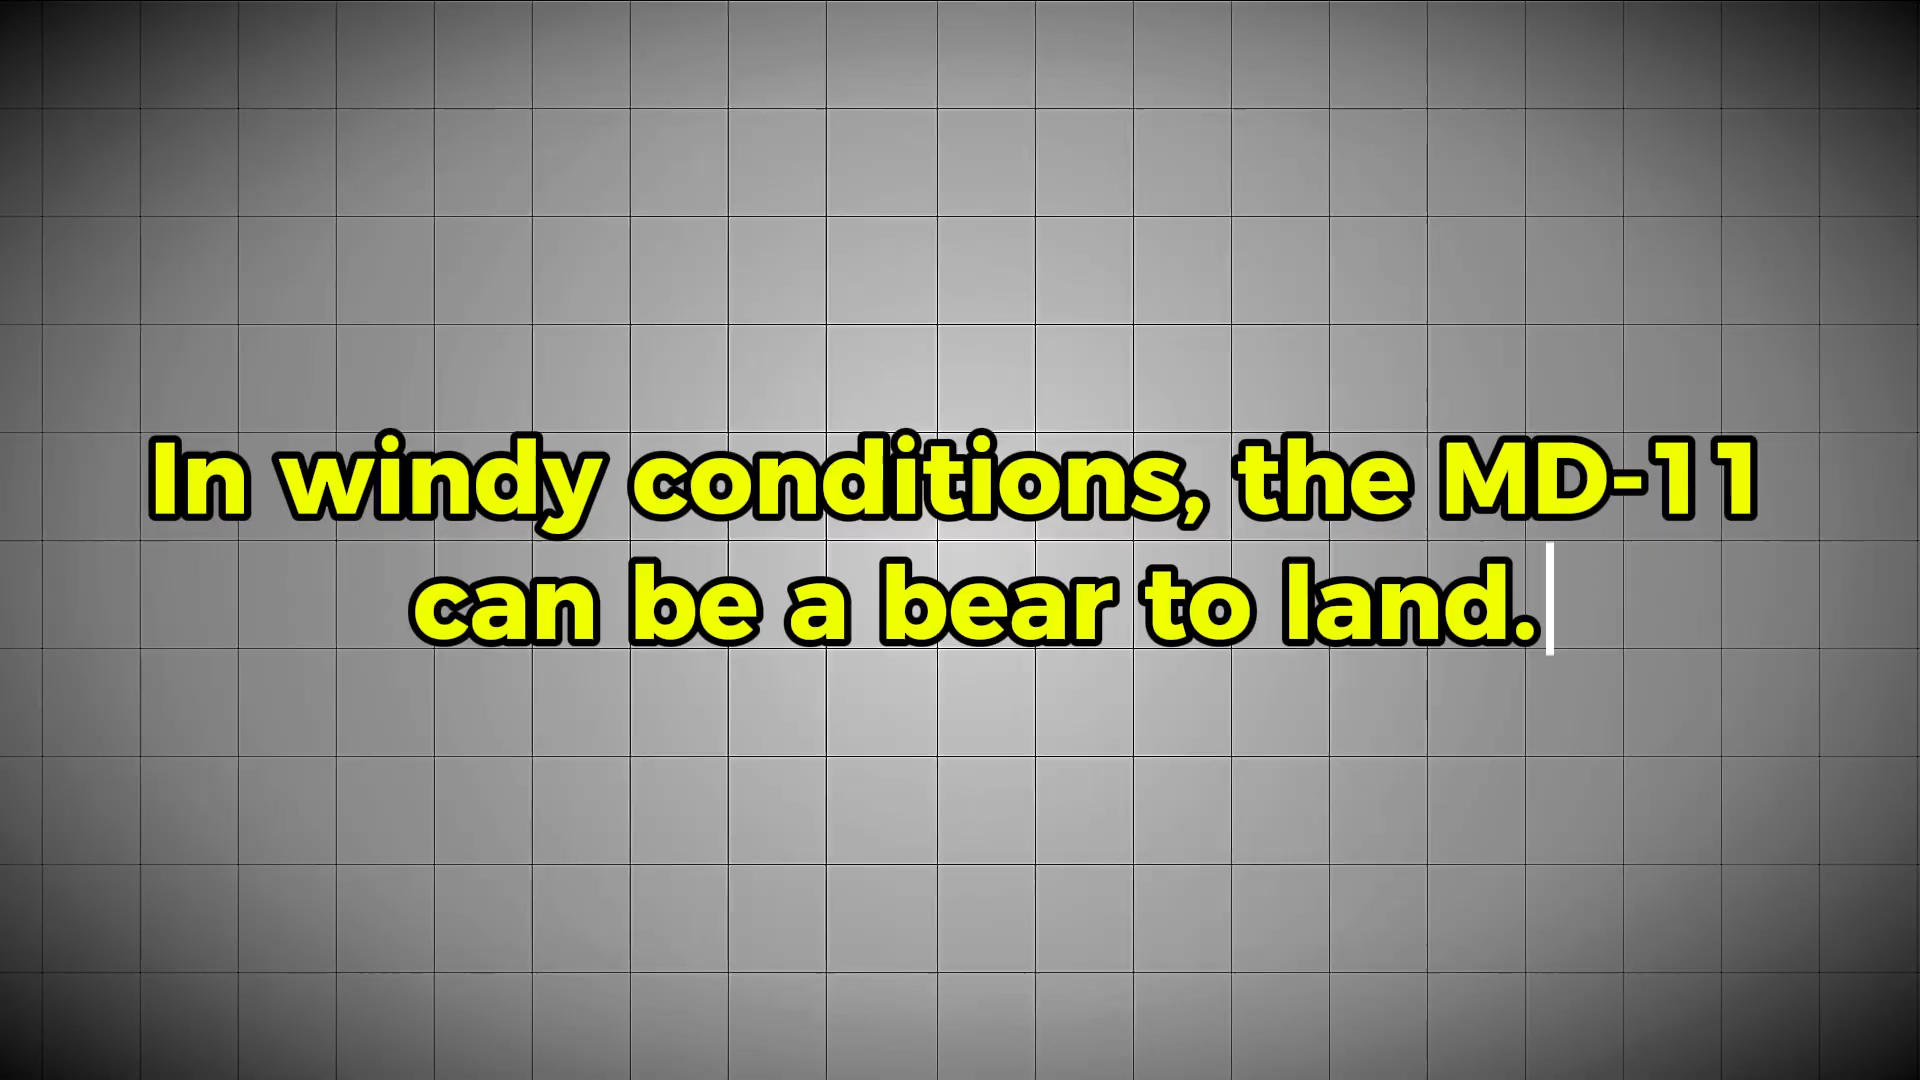 In windy conditions, the MD-11
can be a bear to land.